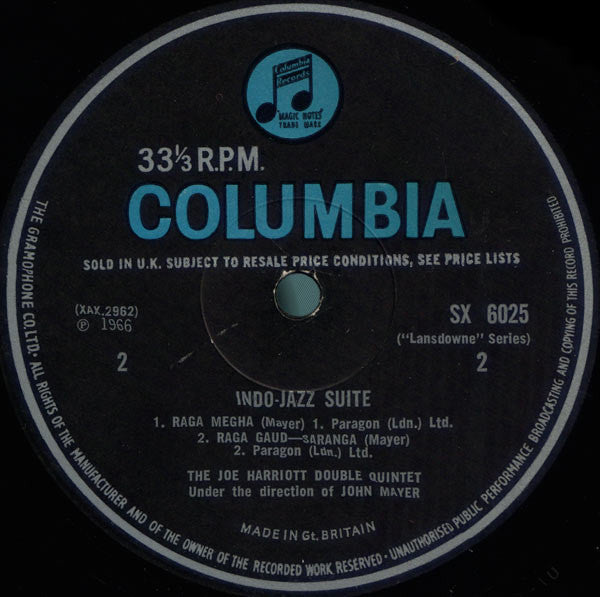 Columbia
Records
"MAGIC NOTES"
TRADE MARK
33⅓ R.P.M.
COLUMBIA
SOLD IN U.K. SUBJECT TO RESALE PRICE CONDITIONS, SEE PRICE LISTS
(XAX.2962)
℗ 1966
2
SX 6025
("Lansdowne" Series)
2
INDO-JAZZ SUITE
1. RAGA MEGHA (Mayer) 1. Paragon (Ldn.) Ltd.
2. RAGA GAUD—SARANGA (Mayer)
2. Paragon (Ldn.) Ltd.
THE JOE HARRIOTT DOUBLE QUINTET
Under the direction of JOHN MAYER
MADE IN Gt. BRITAIN
THE GRAMOPHONE CO. LTD. · ALL RIGHTS OF THE MANUFACTURER AND OF THE OWNER OF THE RECORDED WORK RESERVED · UNAUTHORISED PUBLIC PERFORMANCE BROADCASTING AND COPYING OF THIS RECORD PROHIBITED